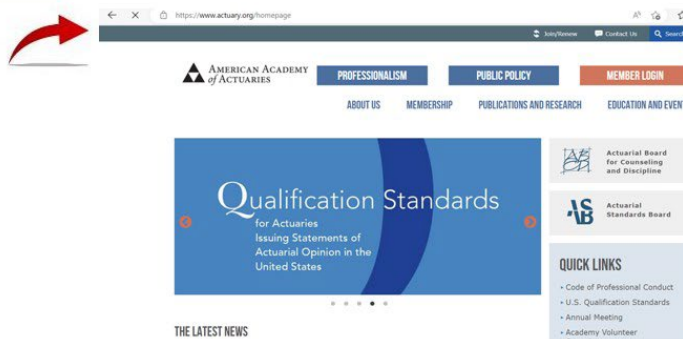 https://www.actuary.org/homepage
Join/Renew Contact Us Search
AMERICAN ACADEMY
of ACTUARIES
PROFESSIONALISM PUBLIC POLICY MEMBER LOGIN
ABOUT US MEMBERSHIP PUBLICATIONS AND RESEARCH EDUCATION AND EVEN
Qualification Standards
for Actuaries
Issuing Statements of
Actuarial Opinion in the
United States
Actuarial Board
for Counseling
and Discipline
Actuarial
Standards Board
QUICK LINKS
Code of Professional Conduct
U.S. Qualification Standards
Annual Meeting
Academy Volunteer
THE LATEST NEWS